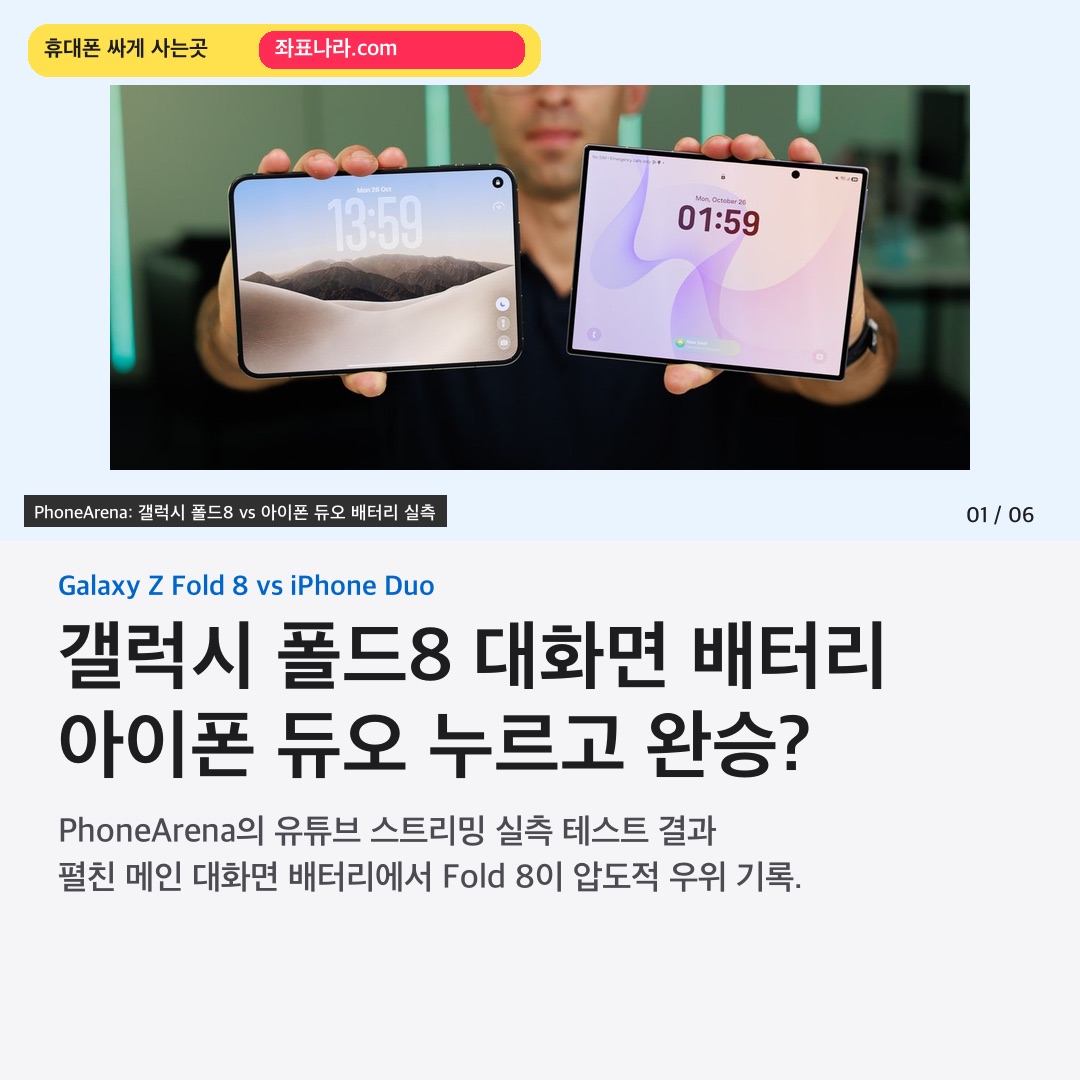 휴대폰 싸게 사는곳 좌표나라.com
Mon 26 Oct
13:59
Mon, October 26
01:59
PhoneArena: 갤럭시 폴드8 vs 아이폰 듀오 배터리 실측
01 / 06
Galaxy Z Fold 8 vs iPhone Duo
갤럭시 폴드8 대화면 배터리
아이폰 듀오 누르고 완승?
PhoneArena의 유튜브 스트리밍 실측 테스트 결과
펼친 메인 대화면 배터리에서 Fold 8이 압도적 우위 기록.